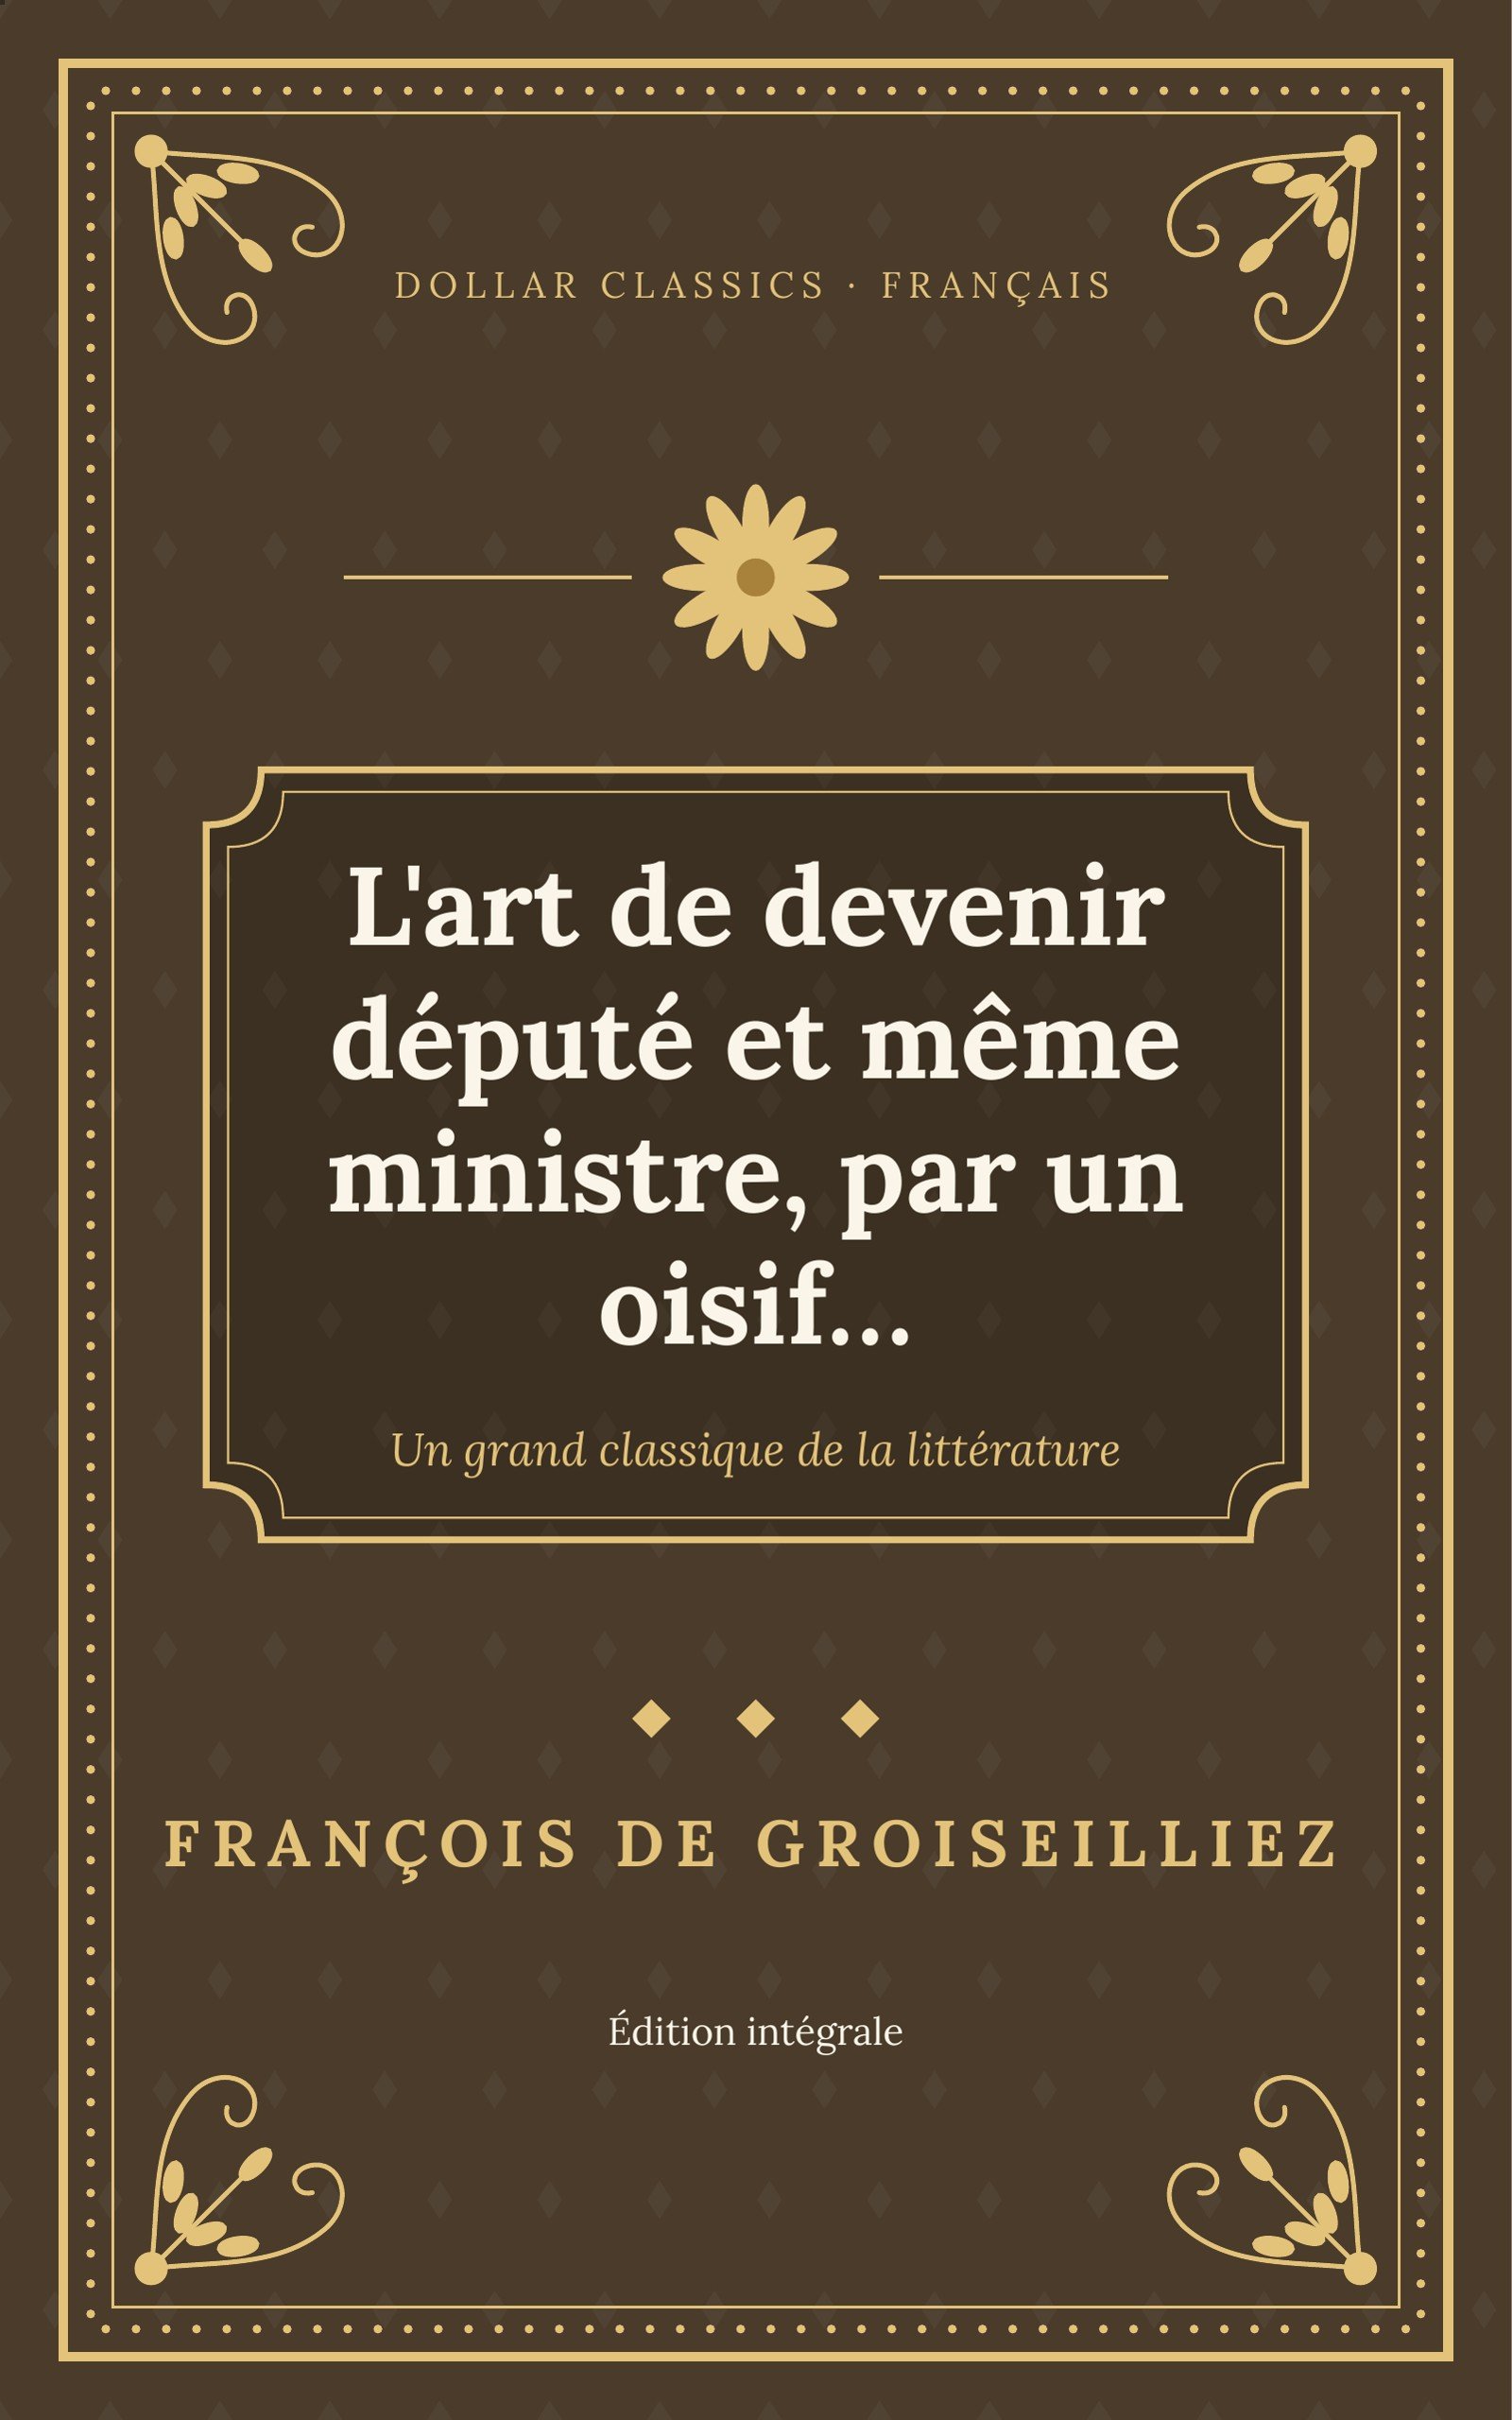 DOLLAR CLASSICS · FRANÇAIS
L'art de devenir
député et même
ministre, par un
oisif...
Un grand classique de la littérature
FRANÇOIS DE GROISEILLIEZ
Édition intégrale